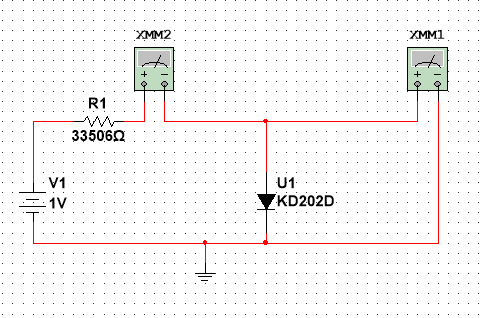 XMM2
XMM1
R1
33506Ω
V1
1V
U1
KD202D